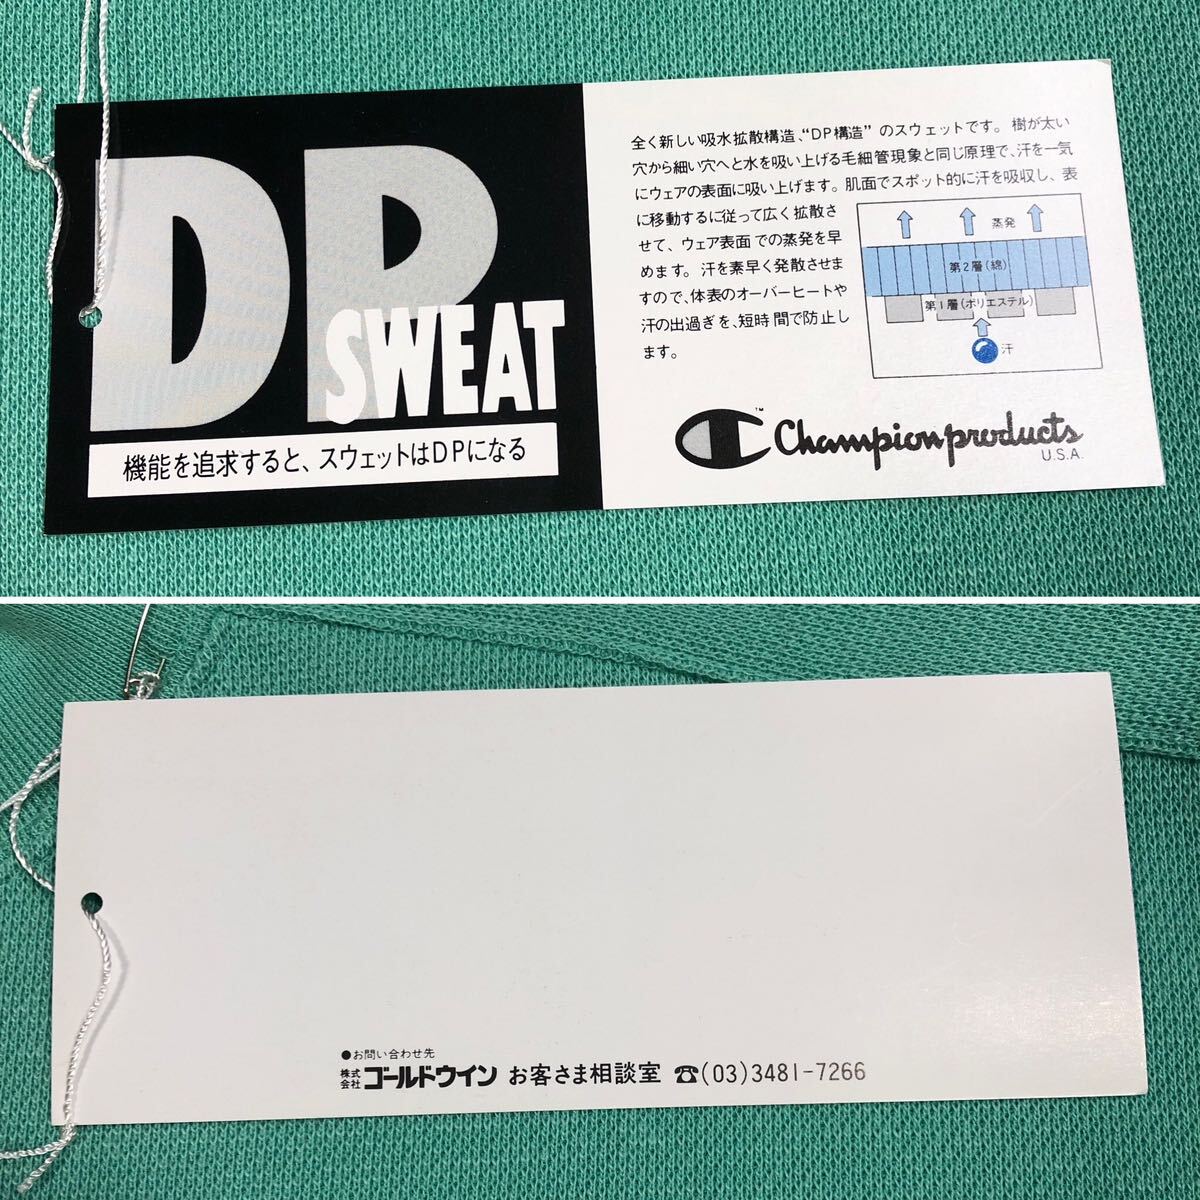 DP
SWEAT
機能を追求すると、スウェットはDPになる
全く新しい吸水拡散構造、“DP構造”のスウェットです。樹が太い
穴から細い穴へと水を吸い上げる毛細管現象と同じ原理で、汗を一気
にウェアの表面に吸い上げます。肌面でスポット的に汗を吸収し、表
に移動するに従って広く拡散さ
せて、ウェア表面での蒸発を早
めます。汗を素早く発散させま
すので、体表のオーバーヒートや
汗の出過ぎを、短時間で防止し
ます。
蒸発
第2層(綿)
第1層(ポリエステル)
汗
Champion products ™
U.S.A.
●お問い合わせ先
株式会社 ゴールドウイン お客さま相談室 ☎(03)3481-7266